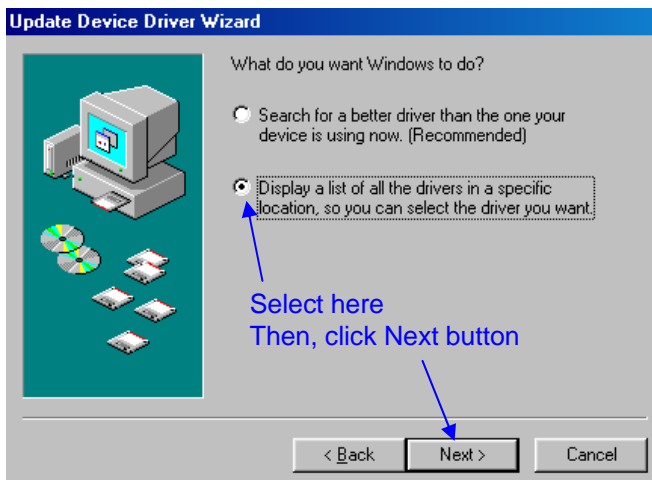 Update Device Driver Wizard
What do you want Windows to do?
Search for a better driver than the one your
device is using now. (Recommended)
Display a list of all the drivers in a specific
location, so you can select the driver you want.
Select here
Then, click Next button
< Back
Next >
Cancel